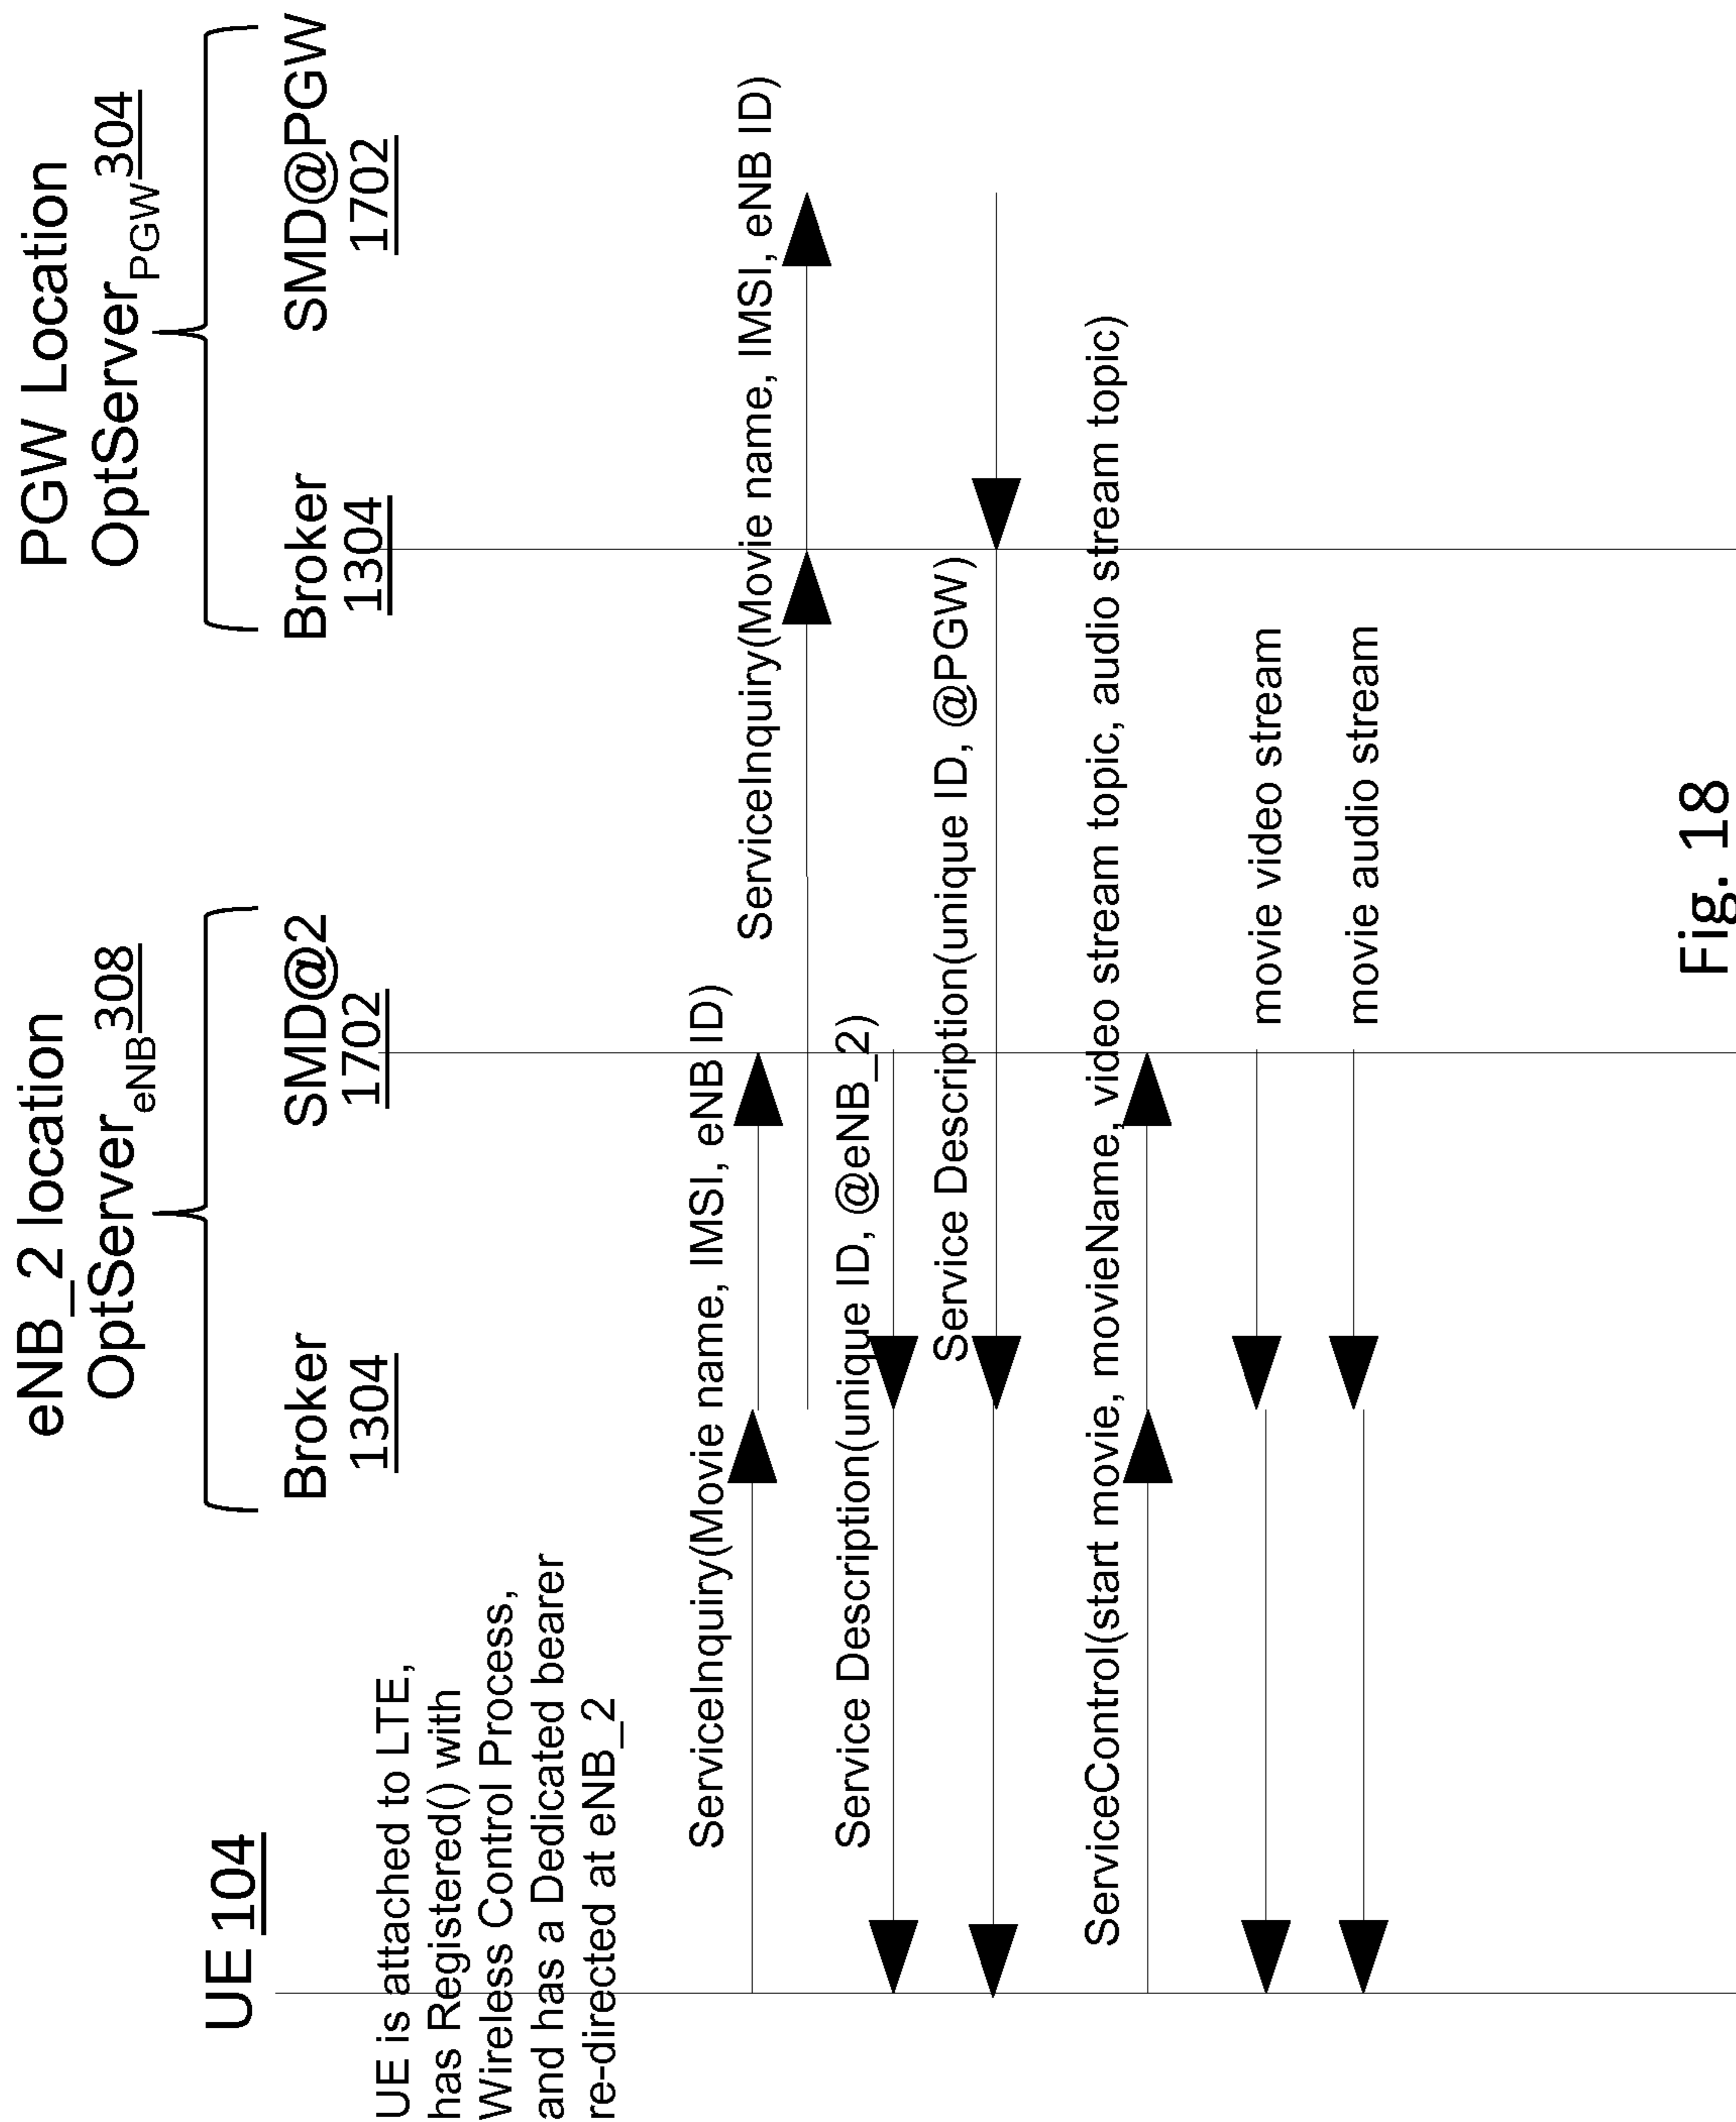 eNB_2 location
OptServereNB308
PGW Location
OptServerPGW304
UE 104
Broker
1304
SMD@2
1702
Broker
1304
SMD@PGW
1702
UE is attached to LTE,
has Registered() with
Wireless Control Process,
and has a Dedicated bearer
re-directed at eNB_2
ServiceInquiry(Movie name, IMSI, eNB ID)
ServiceInquiry(Movie name, IMSI, eNB ID)
Service Description(unique ID, @eNB_2)
Service Description(unique ID, @PGW)
ServiceControl(start movie, movieName, video stream topic, audio stream topic)
movie video stream
movie audio stream
Fig. 18